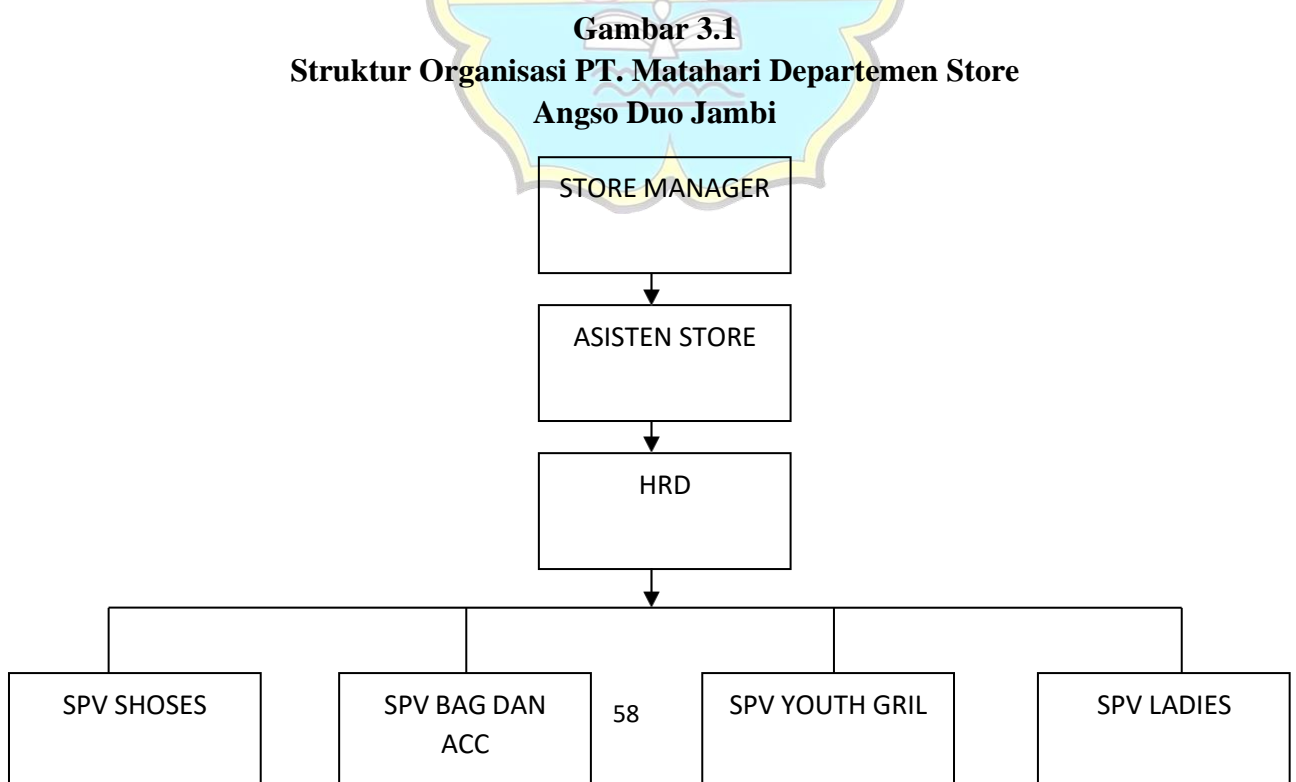 Gambar 3.1
Struktur Organisasi PT. Matahari Departemen Store
Angso Duo Jambi
STORE MANAGER
ASISTEN STORE
HRD
SPV SHOSES
SPV BAG DAN
ACC
58
SPV YOUTH GRIL
SPV LADIES